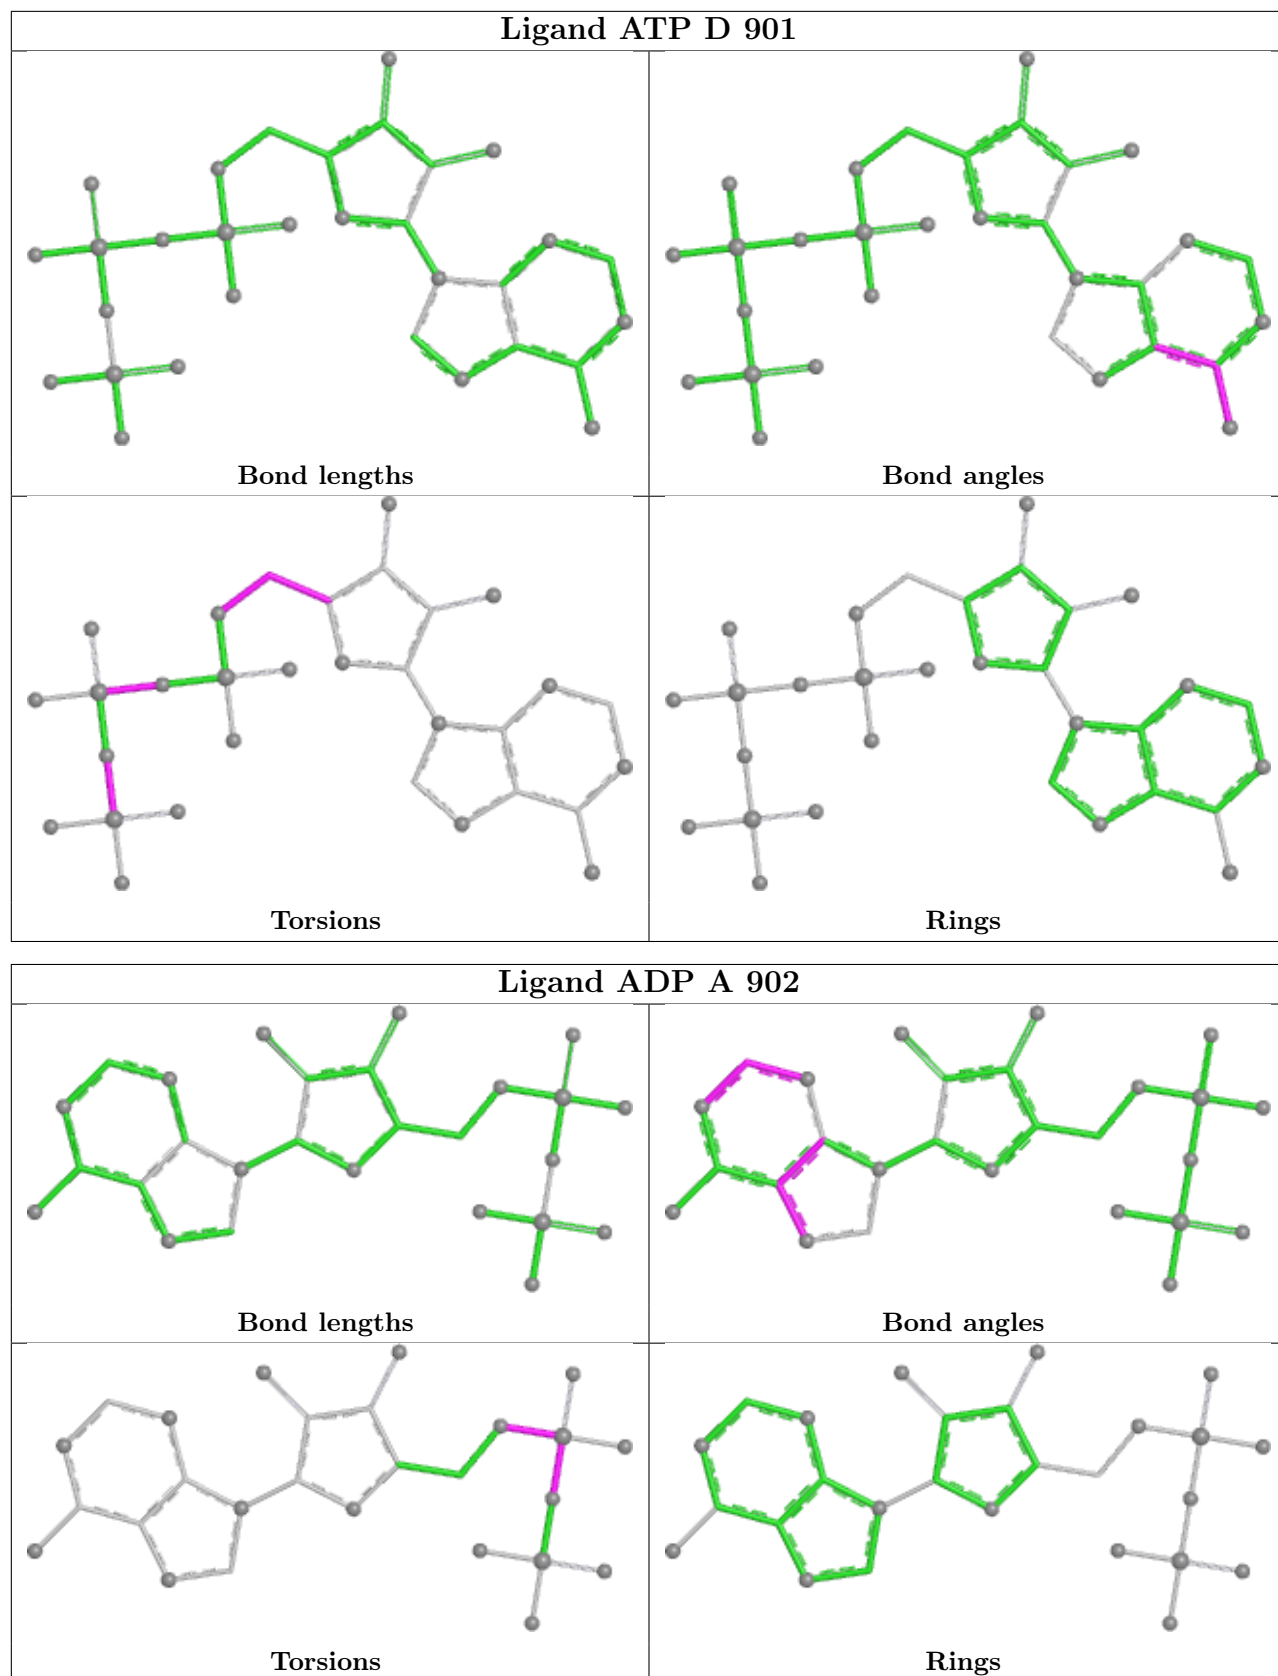 Ligand ATP D 901
Bond lengths
Bond angles
Torsions
Rings
Ligand ADP A 902
Bond lengths
Bond angles
Torsions
Rings